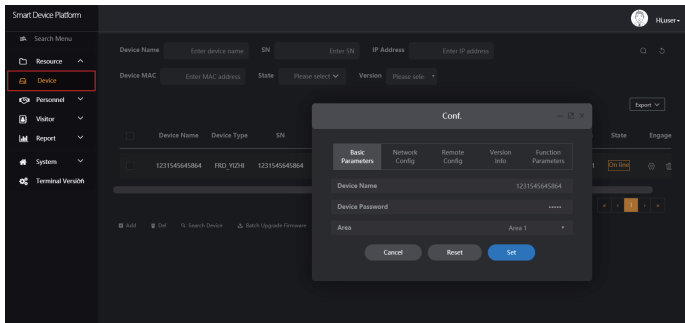 Smart Device Platform
HLuser
Search Menu
Resource
Device
Personnel
Visitor
Report
System
Terminal Version
Device Name Enter device name SN Enter SN IP Address Enter IP address
Device MAC Enter MAC address State Please select Version Please sele
Export
Device Name Device Type SN State Engage
1231545645864 FRD_YIZHI 1231545645864 1 On line
« ‹ 1 › »
Add Def Search Device Batch Upgrade Firmware
Conf.
Basic Parameters Network Config Remote Config Version Info Function Parameters
Device Name 1231545645864
Device Password •••••
Area Area 1
Cancel Reset Set